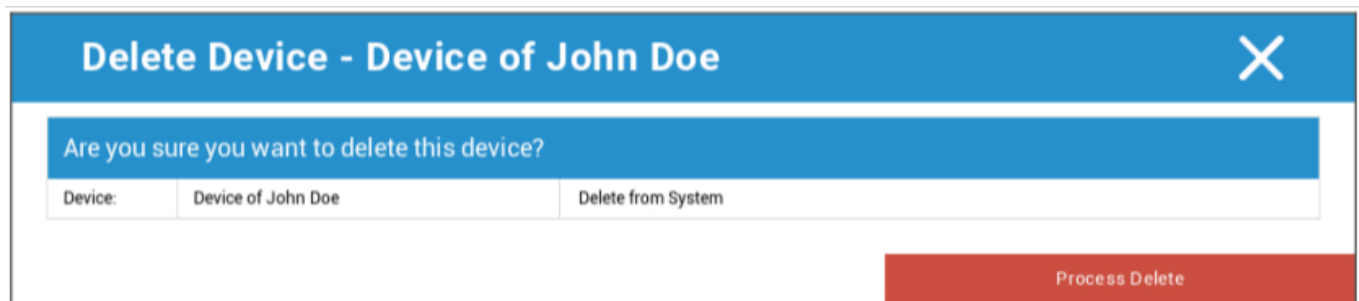 Delete Device - Device of John Doe
Are you sure you want to delete this device?
Device: Device of John Doe Delete from System
Process Delete